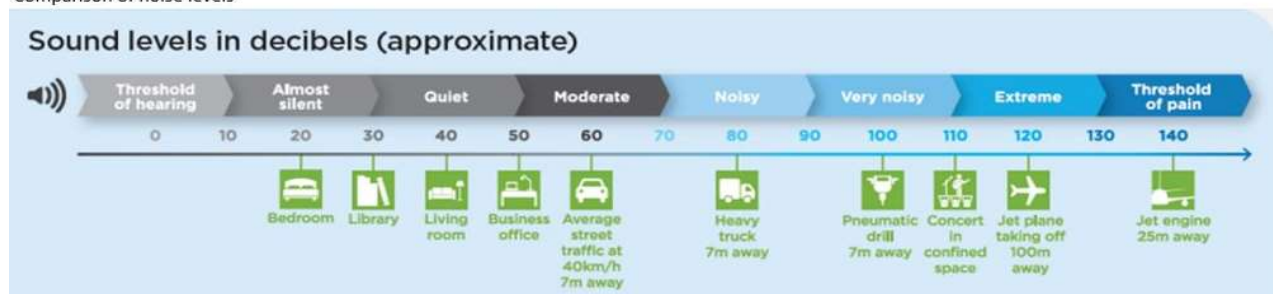 Comparison of noise levels
Sound levels in decibels (approximate)
Threshold
of hearing
Almost
silent
Quiet
Moderate
Noisy
Very noisy
Extreme
Threshold
of pain
0 10 20 30 40 50 60 70 80 90 100 110 120 130 140
Bedroom
Library
Living
room
Business
office
Average
street
traffic at
40km/h
7m away
Heavy
truck
7m away
Pneumatic
drill
7m away
Concert
in
confined
space
Jet plane
taking off
100m
away
Jet engine
25m away